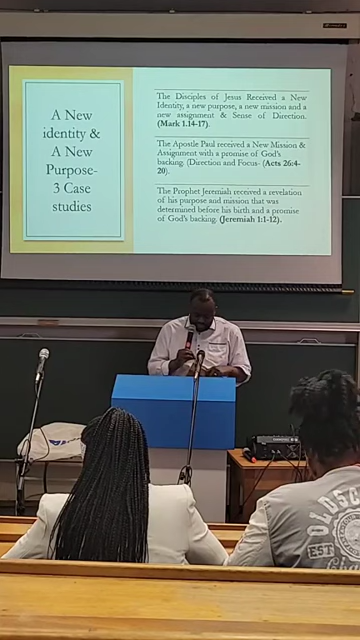 A New
identity &
A New
Purpose-
3 Case
studies
The Disciples of Jesus Received a New
Identity, a new purpose, a new mission and a
new assignment & Sense of Direction.
(Mark 1.14-17).
The Apostle Paul received a New Mission &
Assignment with a promise of God's
backing. (Direction and Focus- (Acts 26:4-
20).
The Prophet Jeremiah received a revelation
of his purpose and mission that was
determined before his birth and a promise
of God's backing. (Jeremiah 1:1-12).
EST